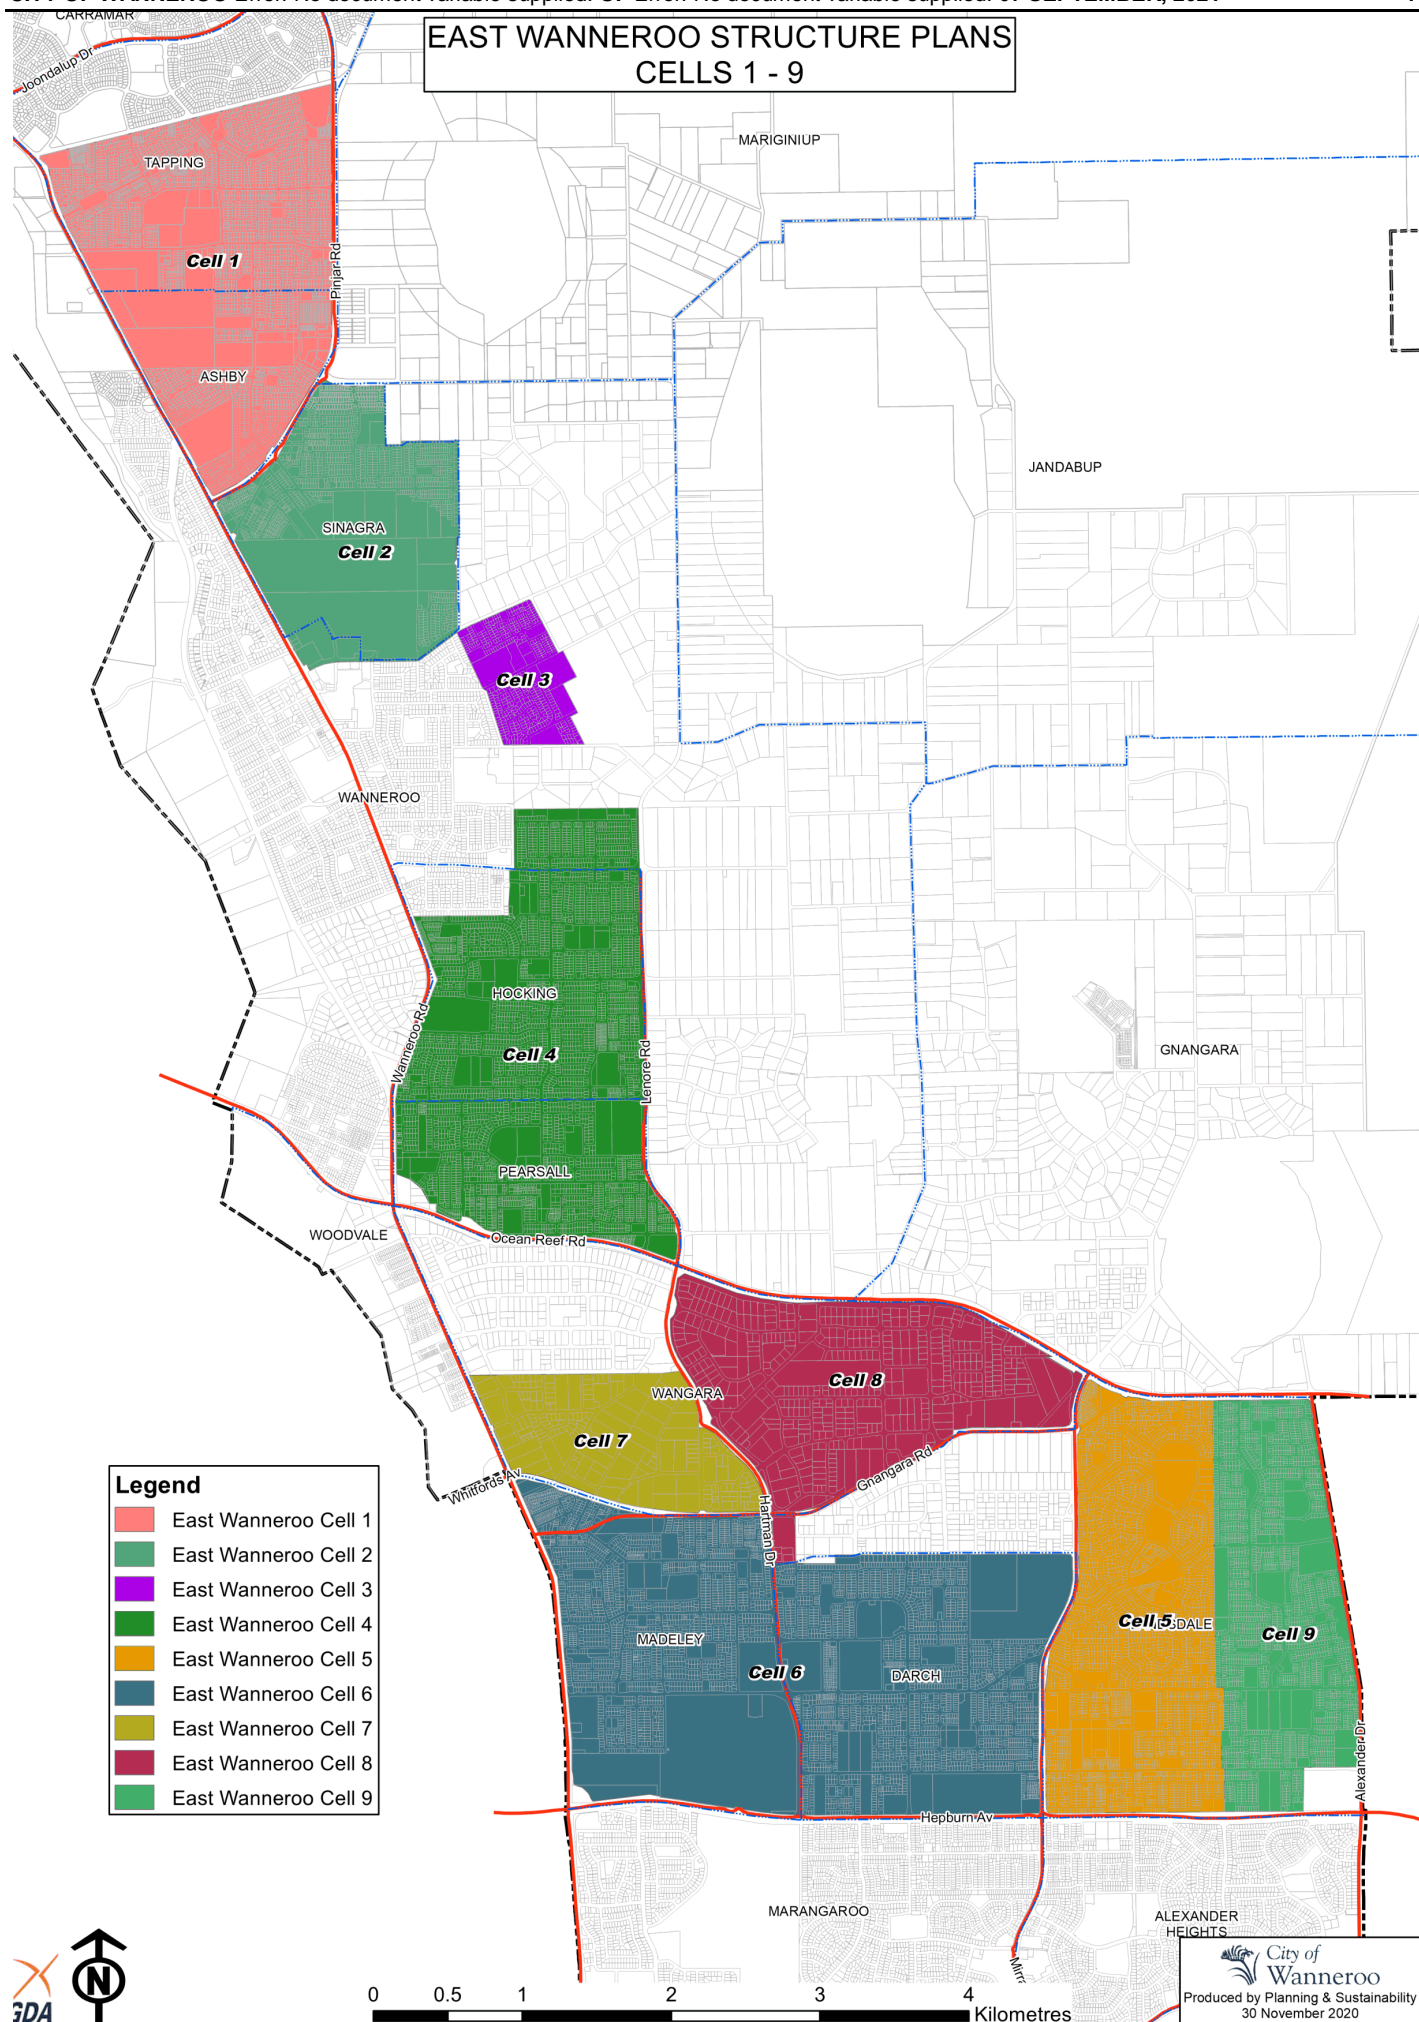 EAST WANNEROO STRUCTURE PLANS
CELLS 1 - 9
CARRAMAR
Joondalup Dr
MARIGINIUP
TAPPING
Cell 1
Pinjar Rd
ASHBY
JANDABUP
SINAGRA
Cell 2
Cell 3
WANNEROO
HOCKING
Wanneroo Rd
Cell 4
Lenore Rd
GNANGARA
PEARSALL
WOODVALE
Ocean Reef Rd
WANGARA
Cell 8
Cell 7
Gnangara Rd
Whitfords Av
Hartman Dr
Cell 5
SDALE
Cell 9
MADELEY
Cell 6
DARCH
Alexander Dr
Hepburn Av
MARANGAROO
ALEXANDER
HEIGHTS
Legend
East Wanneroo Cell 1
East Wanneroo Cell 2
East Wanneroo Cell 3
East Wanneroo Cell 4
East Wanneroo Cell 5
East Wanneroo Cell 6
East Wanneroo Cell 7
East Wanneroo Cell 8
East Wanneroo Cell 9
N
GDA
0 0.5 1 2 3 4
Kilometres
City of
Wanneroo
Produced by Planning & Sustainability
30 November 2020